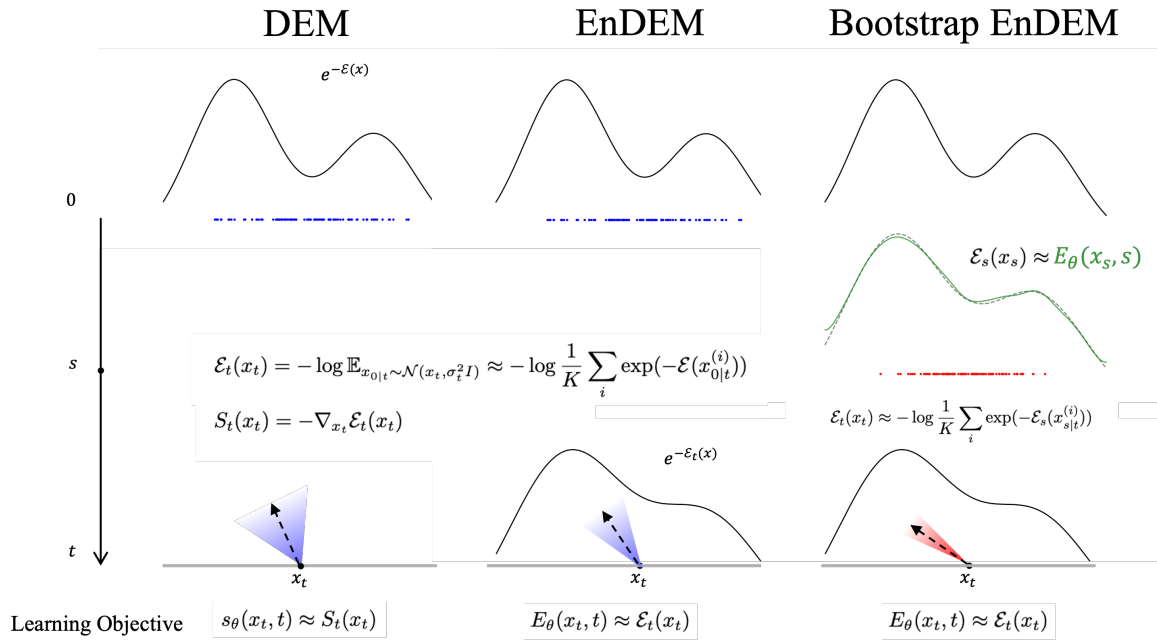 DEM EnDEM Bootstrap EnDEM
$e^{-\mathcal{E}(x)}$
0
$\mathcal{E}_s(x_s) \approx E_\theta(x_s, s)$
s
$\mathcal{E}_t(x_t) = -\log \mathbb{E}_{x_{0|t} \sim \mathcal{N}(x_t, \sigma_t^2 I)} \approx -\log \frac{1}{K} \sum_i \exp(-\mathcal{E}(x_{0|t}^{(i)}))$
$S_t(x_t) = -\nabla_{x_t} \mathcal{E}_t(x_t)$
$\mathcal{E}_t(x_t) \approx -\log \frac{1}{K} \sum_i \exp(-\mathcal{E}_s(x_{s|t}^{(i)}))$
$e^{-\mathcal{E}_t(x)}$
t
$x_t$ $x_t$ $x_t$
Learning Objective $s_\theta(x_t, t) \approx S_t(x_t)$ $E_\theta(x_t, t) \approx \mathcal{E}_t(x_t)$ $E_\theta(x_t, t) \approx \mathcal{E}_t(x_t)$